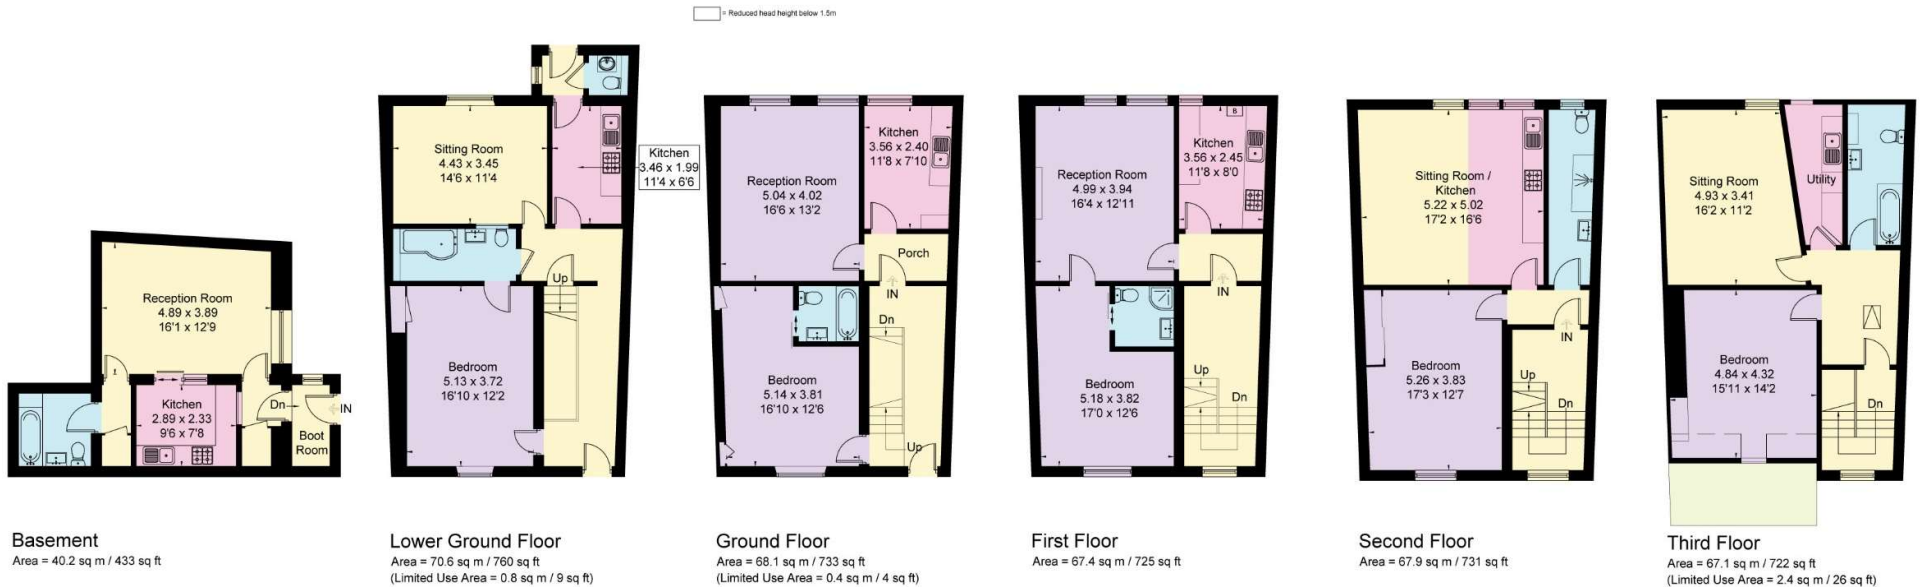 = Reduced head height below 1.5m
Reception Room
4.89 x 3.89
16'1 x 12'9
Kitchen
2.89 x 2.33
9'6 x 7'8
Dn
IN
Boot
Room
Basement
Area = 40.2 sq m / 433 sq ft
Sitting Room
4.43 x 3.45
14'6 x 11'4
Kitchen
3.46 x 1.99
11'4 x 6'6
Up
Bedroom
5.13 x 3.72
16'10 x 12'2
Lower Ground Floor
Area = 70.6 sq m / 760 sq ft
(Limited Use Area = 0.8 sq m / 9 sq ft)
Kitchen
3.56 x 2.40
11'8 x 7'10
Reception Room
5.04 x 4.02
16'6 x 13'2
Porch
IN
Dn
Bedroom
5.14 x 3.81
16'10 x 12'6
Up
Ground Floor
Area = 68.1 sq m / 733 sq ft
(Limited Use Area = 0.4 sq m / 4 sq ft)
B
Kitchen
3.56 x 2.45
11'8 x 8'0
Reception Room
4.99 x 3.94
16'4 x 12'11
IN
Up
Dn
Bedroom
5.18 x 3.82
17'0 x 12'6
First Floor
Area = 67.4 sq m / 725 sq ft
Sitting Room /
Kitchen
5.22 x 5.02
17'2 x 16'6
IN
Up
Dn
Bedroom
5.26 x 3.83
17'3 x 12'7
Second Floor
Area = 67.9 sq m / 731 sq ft
Sitting Room
4.93 x 3.41
16'2 x 11'2
Utility
Bedroom
4.84 x 4.32
15'11 x 14'2
Dn
Third Floor
Area = 67.1 sq m / 722 sq ft
(Limited Use Area = 2.4 sq m / 26 sq ft)